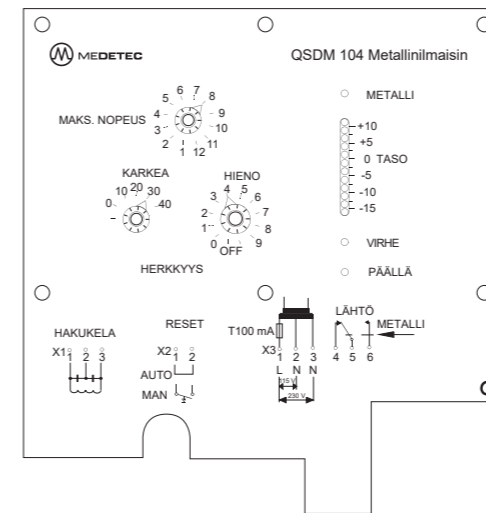 MEDETEC
QSDM 104 Metallinilmaisin
METALLI
MAKS. NOPEUS
1 2 3 4 5 6 7 8 9 10 11 12
+10
+5
0 TASO
-5
-10
-15
KARKEA
– 0 10 20 30 40
HIENO
OFF 0 1 2 3 4 5 6 7 8 9
HERKKYYS
VIRHE
PÄÄLLÄ
HAKUKELA
X1 1 2 3
RESET
X2 1 2
AUTO
MAN
T100 mA
X3 1 2 3
L N N
115 V
230 V
LÄHTÖ
METALLI
4 5 6